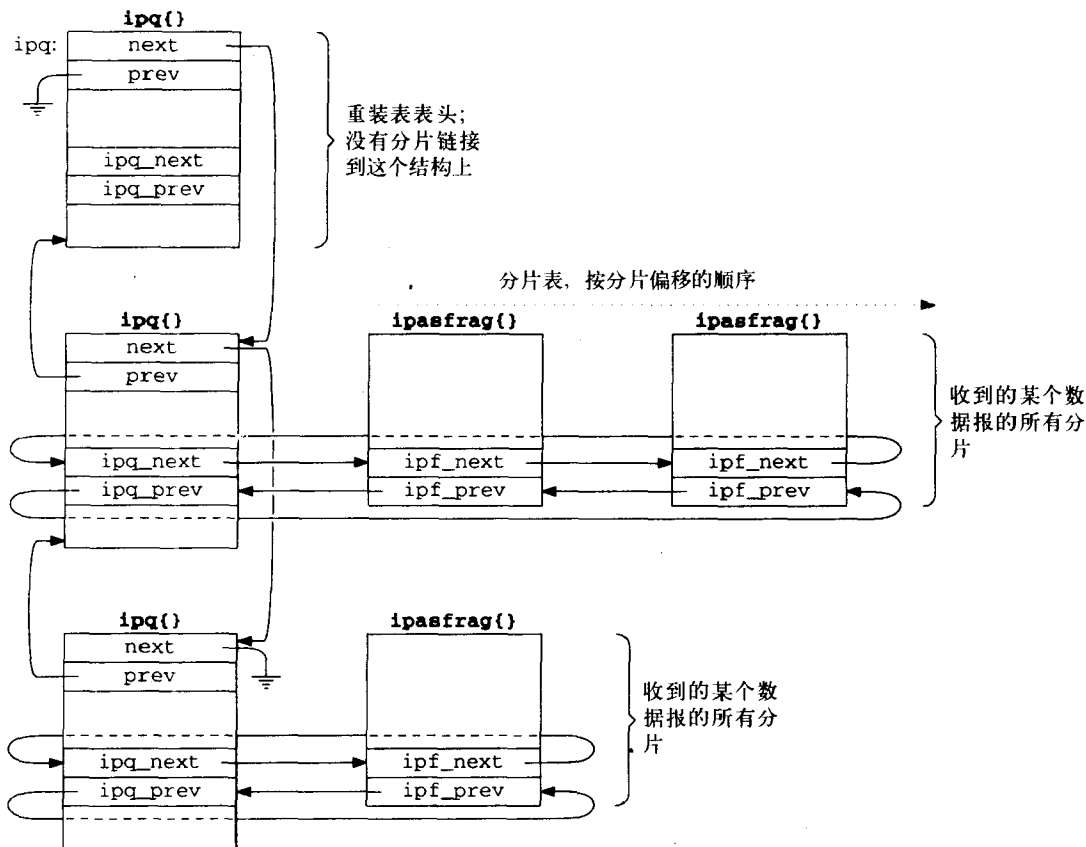 ipq{}
ipq:
next
prev
ipq_next
ipq_prev
重装表表头;
没有分片链接
到这个结构上
分片表, 按分片偏移的顺序
ipq{}
ipasfrag{}
ipasfrag{}
next
prev
ipq_next
ipf_next
ipf_next
ipq_prev
ipf_prev
ipf_prev
收到的某个数
据报的所有分
片
ipq{}
ipasfrag{}
next
prev
ipq_next
ipf_next
ipq_prev
ipf_prev
收到的某个数
据报的所有分
片